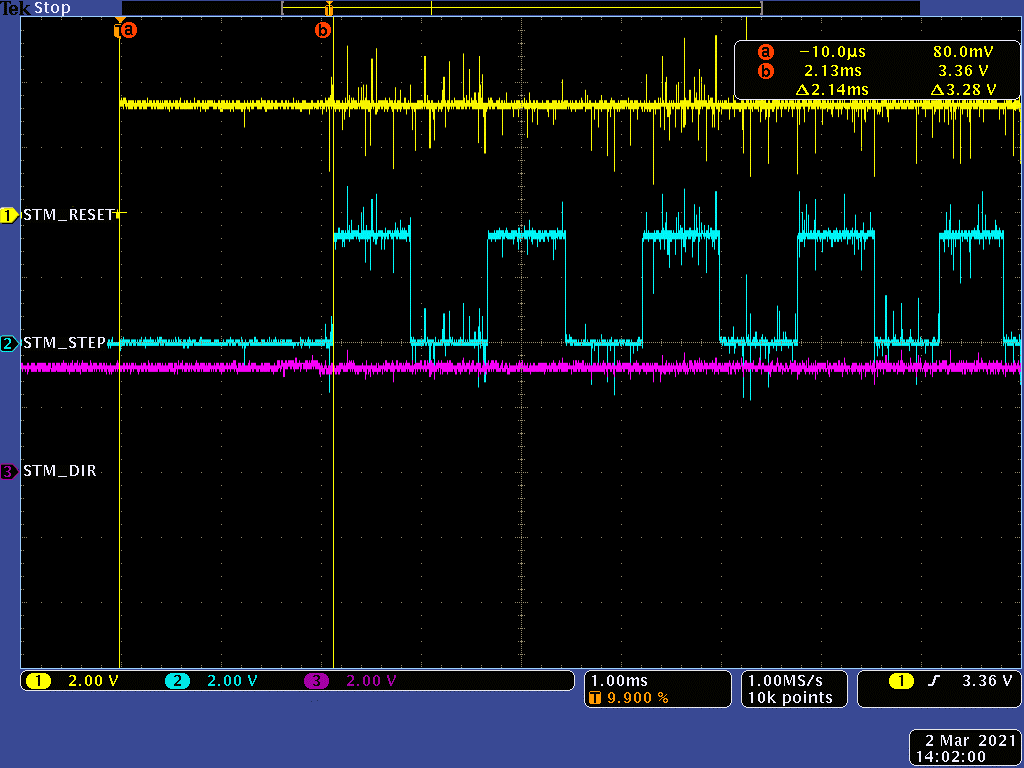 Tek Stop
T a b
a −10.0µs 80.0mV
b 2.13ms 3.36 V
Δ2.14ms Δ3.28 V
1 STM_RESET
2 STM_STEP
3 STM_DIR
1 2.00 V 2 2.00 V 3 2.00 V
1.00ms
T 9.900 %
1.00MS/s
10k points
1 3.36 V
2 Mar 2021
14:02:00